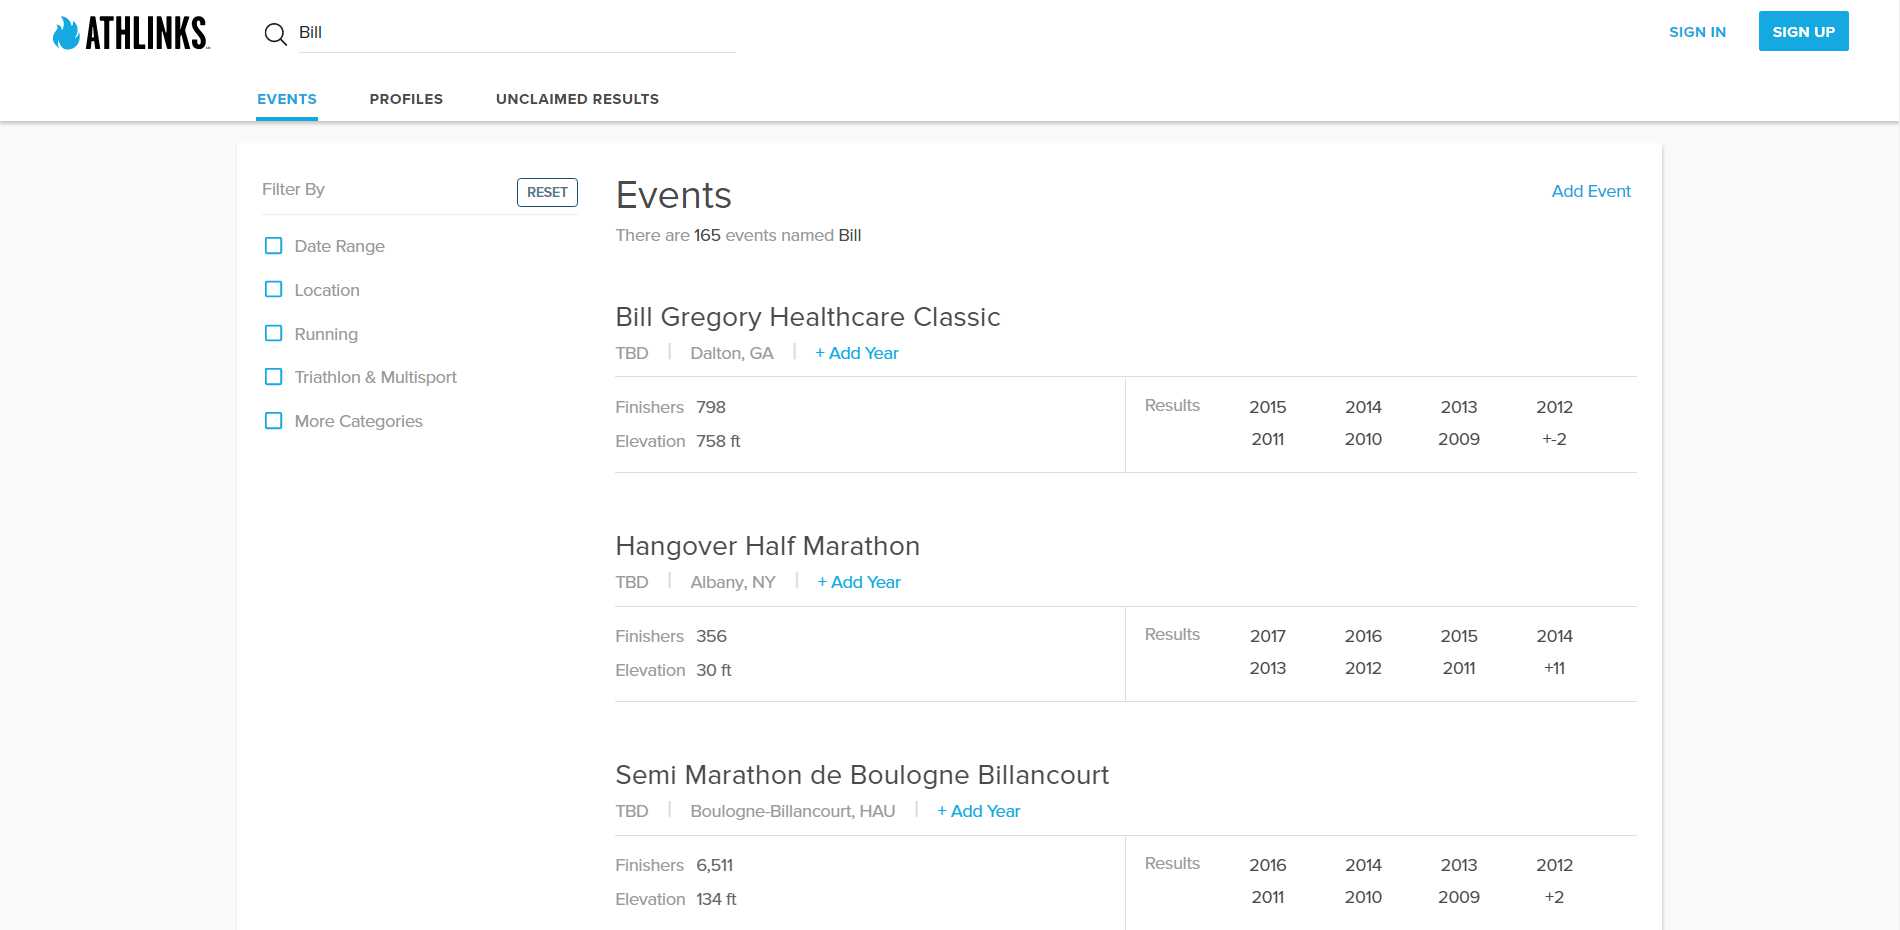 ATHLINKS
Bill
SIGN IN
SIGN UP
EVENTS PROFILES UNCLAIMED RESULTS
Filter By
RESET
Date Range
Location
Running
Triathlon & Multisport
More Categories
Events
Add Event
There are 165 events named Bill
Bill Gregory Healthcare Classic
TBD | Dalton, GA | + Add Year
Finishers 798
Elevation 758 ft
Results 2015 2014 2013 2012
2011 2010 2009 +-2
Hangover Half Marathon
TBD | Albany, NY | + Add Year
Finishers 356
Elevation 30 ft
Results 2017 2016 2015 2014
2013 2012 2011 +11
Semi Marathon de Boulogne Billancourt
TBD | Boulogne-Billancourt, HAU | + Add Year
Finishers 6,511
Elevation 134 ft
Results 2016 2014 2013 2012
2011 2010 2009 +2